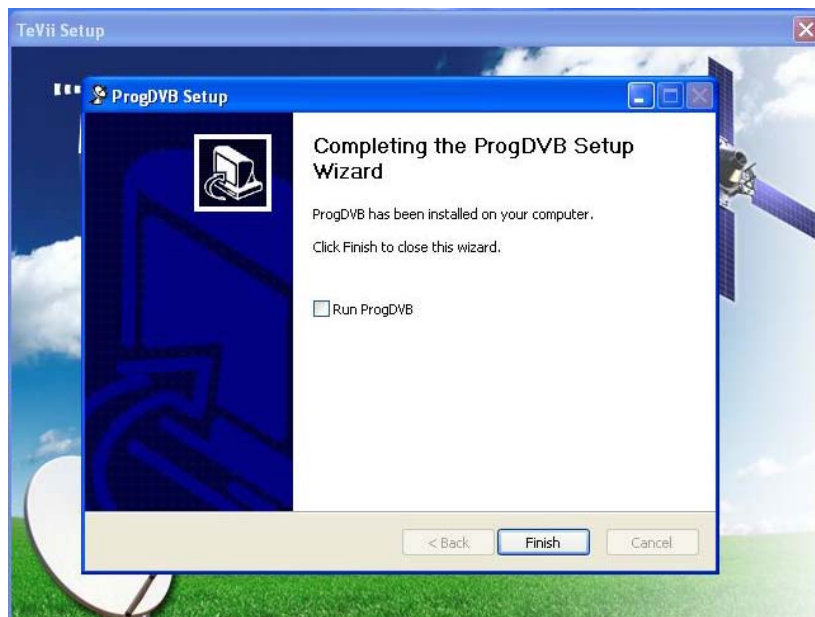 TeVii Setup
ProgDVB Setup
Completing the ProgDVB Setup
Wizard
ProgDVB has been installed on your computer.
Click Finish to close this wizard.
Run ProgDVB
< Back
Finish
Cancel